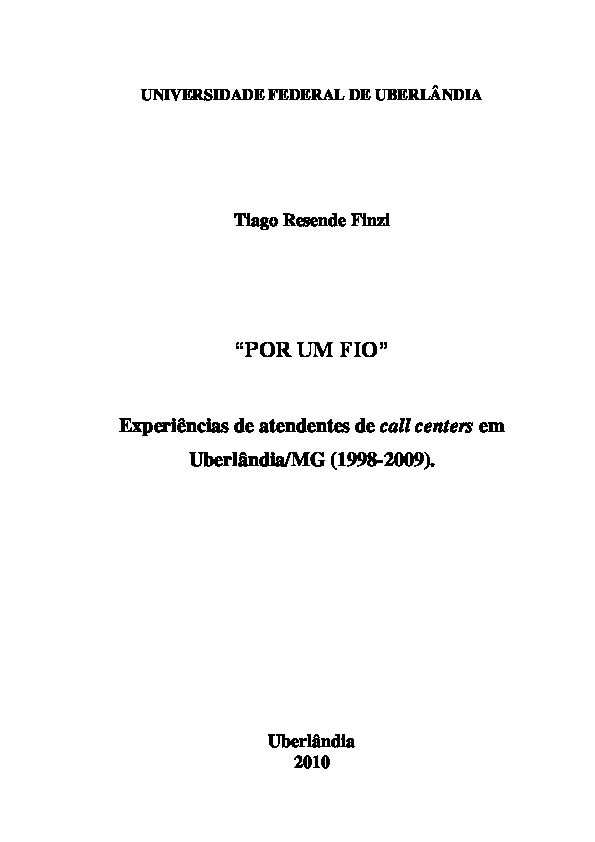 UNIVERSIDADE FEDERAL DE UBERLÂNDIA
Tiago Resende Finzi
“POR UM FIO”
Experiências de atendentes de call centers em
Uberlândia/MG (1998-2009).
Uberlândia
2010